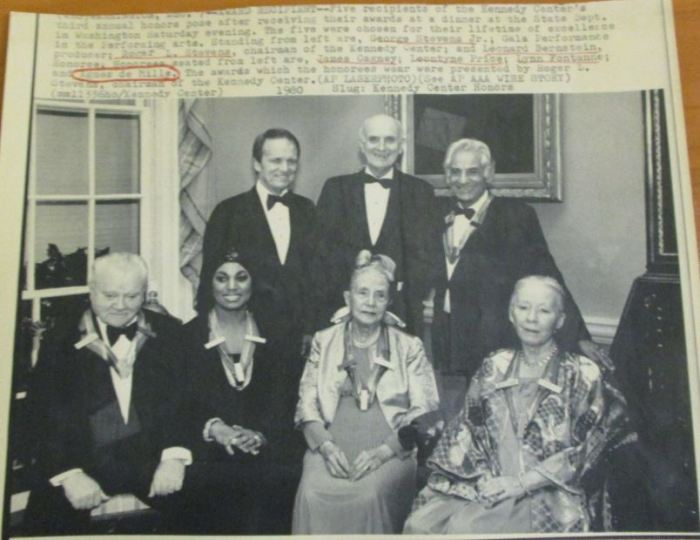 RECIPIENT--Five recipients of the Kennedy Center's
third annual honors pose after receiving their awards at a dinner at the State Dept.
in Washington Saturday evening. The five were chosen for their lifetime of excellence
in the Performing arts. Standing from left are, George Stevens Jr., Gala Performance
producer; Roger L. Stevens, chairman of the Kennedy Center; and Leonard Bernstein,
honoree. Honorees seated from left are, James Cagney; Leontyne Price; Lynn Fontanne;
and Agnes de Mille. The awards which the honorees wear were presented by Roger L.
Stevens, chairman of the Kennedy Center.(AP LASERPHOTO)(See AP AAA WIRE STORY)
Kennedy Center) 1980 Slug: Kennedy Center Honors